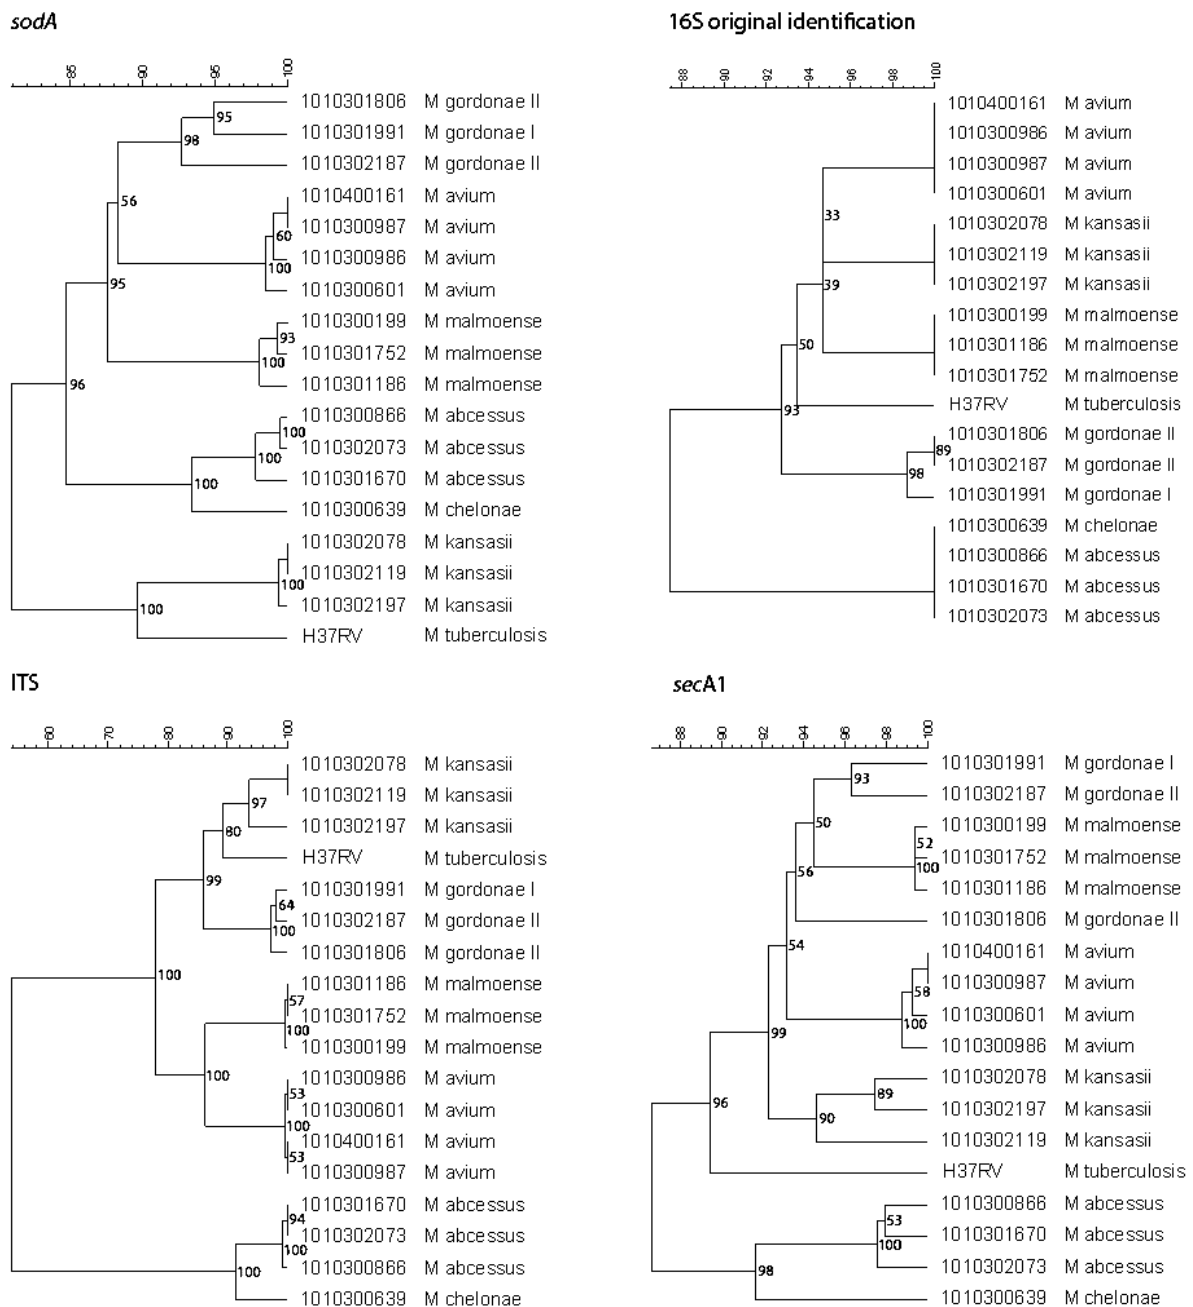 sodA
85 90 95 100
1010301806 M gordonae II
95
1010301991 M gordonae I
98
1010302187 M gordonae II
56
1010400161 M avium
1010300987 M avium
60
1010300986 M avium
100
1010300601 M avium
95
1010300199 M malmoense
93
1010301752 M malmoense
100
1010301186 M malmoense
96
1010300866 M abcessus
100
1010302073 M abcessus
100
1010301670 M abcessus
100
1010300639 M chelonae
1010302078 M kansasii
1010302119 M kansasii
100
1010302197 M kansasii
100
H37RV M tuberculosis
16S original identification
88 90 92 94 96 98 100
1010400161 M avium
1010300986 M avium
1010300987 M avium
1010300601 M avium
33
1010302078 M kansasii
1010302119 M kansasii
39
1010302197 M kansasii
1010300199 M malmoense
50
1010301186 M malmoense
1010301752 M malmoense
93
H37RV M tuberculosis
1010301806 M gordonae II
89
1010302187 M gordonae II
98
1010301991 M gordonae I
1010300639 M chelonae
1010300866 M abcessus
1010301670 M abcessus
1010302073 M abcessus
ITS
60 70 80 90 100
1010302078 M kansasii
1010302119 M kansasii
97
1010302197 M kansasii
80
H37RV M tuberculosis
99
1010301991 M gordonae I
64
1010302187 M gordonae II
100
1010301806 M gordonae II
100
1010301186 M malmoense
57
1010301752 M malmoense
100
1010300199 M malmoense
100
1010300986 M avium
53
1010300601 M avium
100
1010400161 M avium
53
1010300987 M avium
1010301670 M abcessus
94
1010302073 M abcessus
100
1010300866 M abcessus
100
1010300639 M chelonae
secA1
88 90 92 94 96 98 100
1010301991 M gordonae I
93
1010302187 M gordonae II
50
1010300199 M malmoense
52
1010301752 M malmoense
100
56
1010301186 M malmoense
1010301806 M gordonae II
54
1010400161 M avium
1010300987 M avium
58
1010300601 M avium
100
99
1010300986 M avium
1010302078 M kansasii
89
96
1010302197 M kansasii
90
1010302119 M kansasii
H37RV M tuberculosis
1010300866 M abcessus
53
1010301670 M abcessus
100
1010302073 M abcessus
98
1010300639 M chelonae